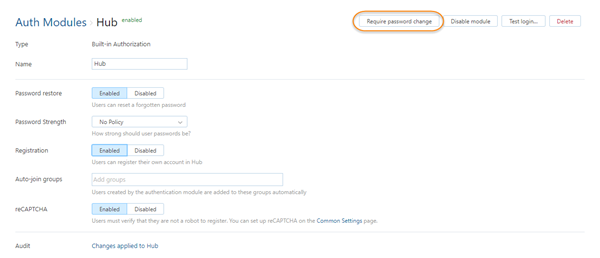 Auth Modules › Hub enabled
Require password change Disable module Test login... Delete
Type Built-in Authorization
Name Hub
Password restore Enabled Disabled
Users can reset a forgotten password
Password Strength No Policy
How strong should user passwords be?
Registration Enabled Disabled
Users can register their own account in Hub
Auto-join groups Add groups
Users created by the authentication module are added to these groups automatically
reCAPTCHA Enabled Disabled
Users must verify that they are not a robot to register. You can set up reCAPTCHA on the Common Settings page.
Audit Changes applied to Hub